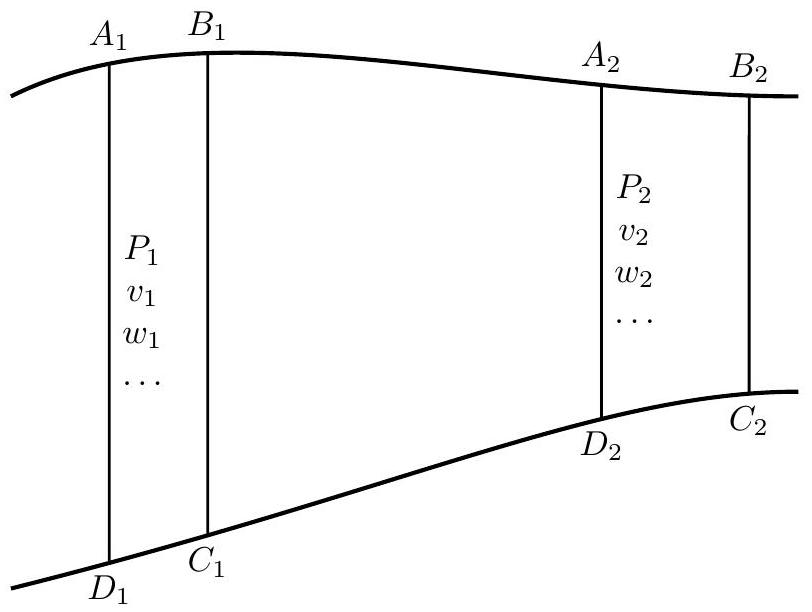 A₁ B₁ A₂ B₂
P₁
v₁
w₁
...
P₂
v₂
w₂
...
D₁ C₁ D₂ C₂